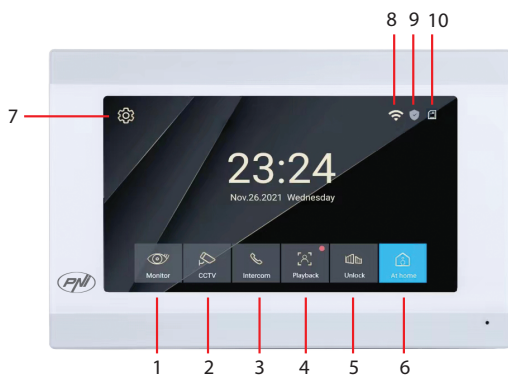 8 9 10
7
23:24
Nov.26.2021 Wednesday
Monitor CCTV Intercom Playback Unlock At home
PNI
1 2 3 4 5 6